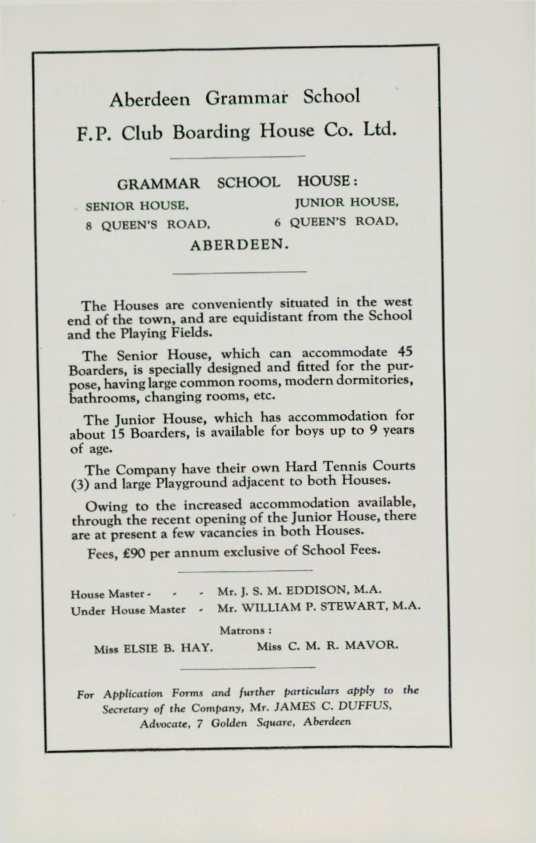 Aberdeen Grammar School
F.P. Club Boarding House Co. Ltd.
GRAMMAR SCHOOL HOUSE:
SENIOR HOUSE, JUNIOR HOUSE,
8 QUEEN'S ROAD, 6 QUEEN'S ROAD,
ABERDEEN.
The Houses are conveniently situated in the west
end of the town, and are equidistant from the School
and the Playing Fields.
The Senior House, which can accommodate 45
Boarders, is specially designed and fitted for the pur-
pose, having large common rooms, modern dormitories,
bathrooms, changing rooms, etc.
The Junior House, which has accommodation for
about 15 Boarders, is available for boys up to 9 years
of age.
The Company have their own Hard Tennis Courts
(3) and large Playground adjacent to both Houses.
Owing to the increased accommodation available,
through the recent opening of the Junior House, there
are at present a few vacancies in both Houses.
Fees, £90 per annum exclusive of School Fees.
House Master - - - Mr. J. S. M. EDDISON, M.A.
Under House Master - Mr. WILLIAM P. STEWART, M.A.
Matrons :
Miss ELSIE B. HAY. Miss C. M. R. MAVOR.
For Application Forms and further particulars apply to the
Secretary of the Company, Mr. JAMES C. DUFFUS,
Advocate, 7 Golden Square, Aberdeen